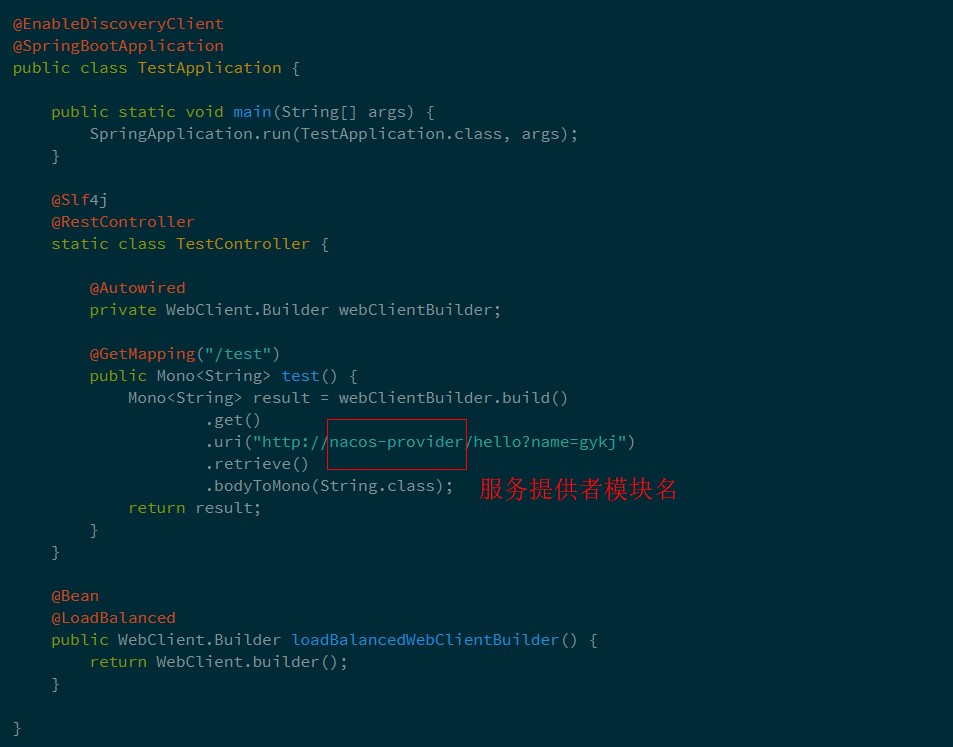 @EnableDiscoveryClient
@SpringBootApplication
public class TestApplication {
public static void main(String[] args) {
SpringApplication.run(TestApplication.class, args);
}
@Slf4j
@RestController
static class TestController {
@Autowired
private WebClient.Builder webClientBuilder;
@GetMapping("/test")
public Mono<String> test() {
Mono<String> result = webClientBuilder.build()
.get()
.uri("http://nacos-provider/hello?name=gykj")
.retrieve()
.bodyToMono(String.class); 服务提供者模块名
return result;
}
}
@Bean
@LoadBalanced
public WebClient.Builder loadBalancedWebClientBuilder() {
return WebClient.builder();
}
}